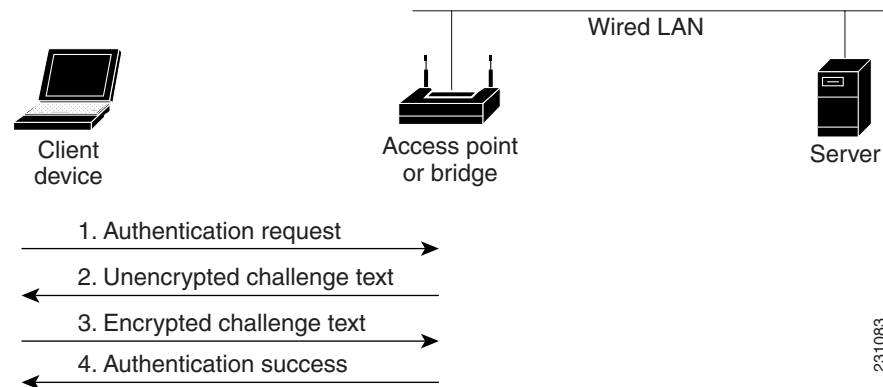 Wired LAN
Client
device
Access point
or bridge
Server
1. Authentication request
2. Unencrypted challenge text
3. Encrypted challenge text
4. Authentication success
231083